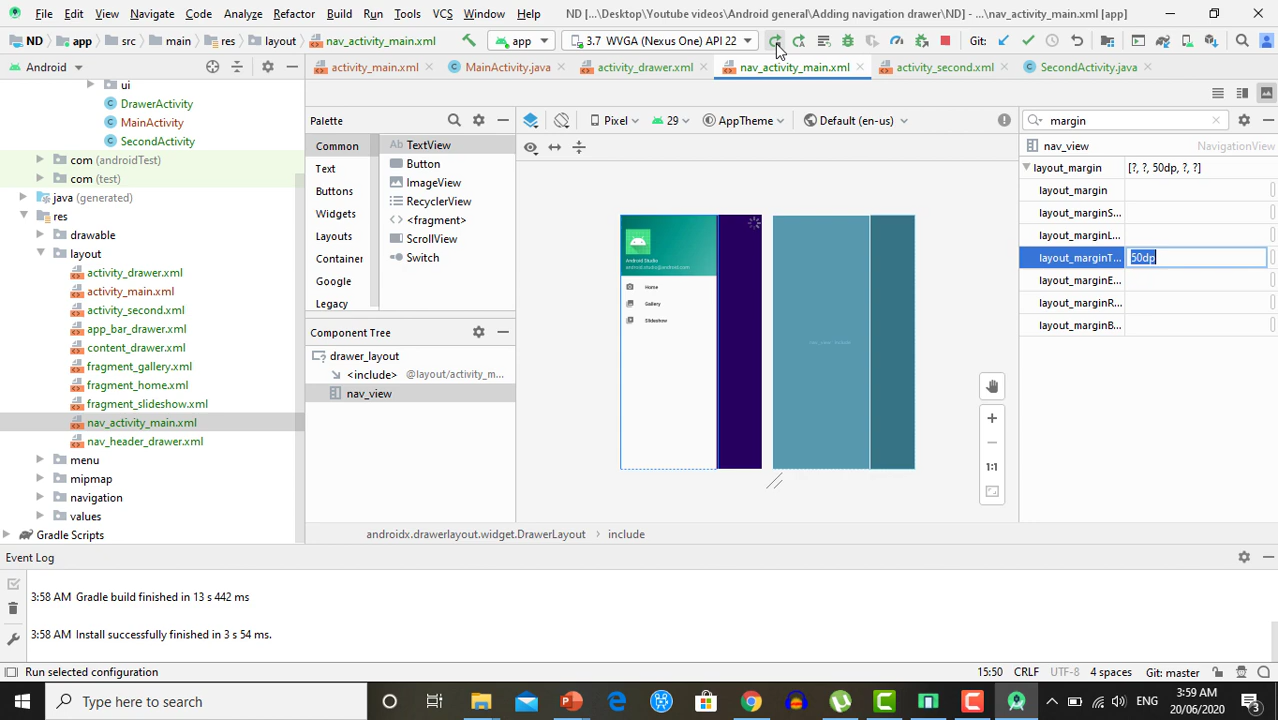 File Edit View Navigate Code Analyze Refactor Build Run Tools VCS Window Help ND [...\Desktop\Youtube videos\Android general\Adding navigation drawer\ND] - ...\nav_activity_main.xml [app]
ND app src main res layout nav_activity_main.xml app 3.7 WVGA (Nexus One) API 22 Git:
Android activity_main.xml MainActivity.java activity_drawer.xml nav_activity_main.xml activity_second.xml SecondActivity.java
ui
DrawerActivity
MainActivity
SecondActivity
com (androidTest)
com (test)
java (generated)
res
drawable
layout
activity_drawer.xml
activity_main.xml
activity_second.xml
app_bar_drawer.xml
content_drawer.xml
fragment_gallery.xml
fragment_home.xml
fragment_slideshow.xml
nav_activity_main.xml
nav_header_drawer.xml
menu
mipmap
navigation
values
Gradle Scripts
Palette
Common
Text
Buttons
Widgets
Layouts
Container
Google
Legacy
Ab TextView
Button
ImageView
RecyclerView
<fragment>
ScrollView
Switch
Component Tree
drawer_layout
<include> @layout/activity_m...
nav_view
Pixel 29 AppTheme Default (en-us)
Android Studio
android.studio@android.com
Home
Gallery
Slideshow
1:1
androidx.drawerlayout.widget.DrawerLayout > include
margin
nav_view NavigationView
layout_margin [?, ?, 50dp, ?, ?]
layout_margin
layout_marginS...
layout_marginL...
layout_marginT... 50dp
layout_marginE...
layout_marginR...
layout_marginB...
Event Log
3:58 AM Gradle build finished in 13 s 442 ms
3:58 AM Install successfully finished in 3 s 54 ms.
Run selected configuration 15:50 CRLF UTF-8 4 spaces Git: master
Type here to search
ENG
3:59 AM
20/06/2020
3